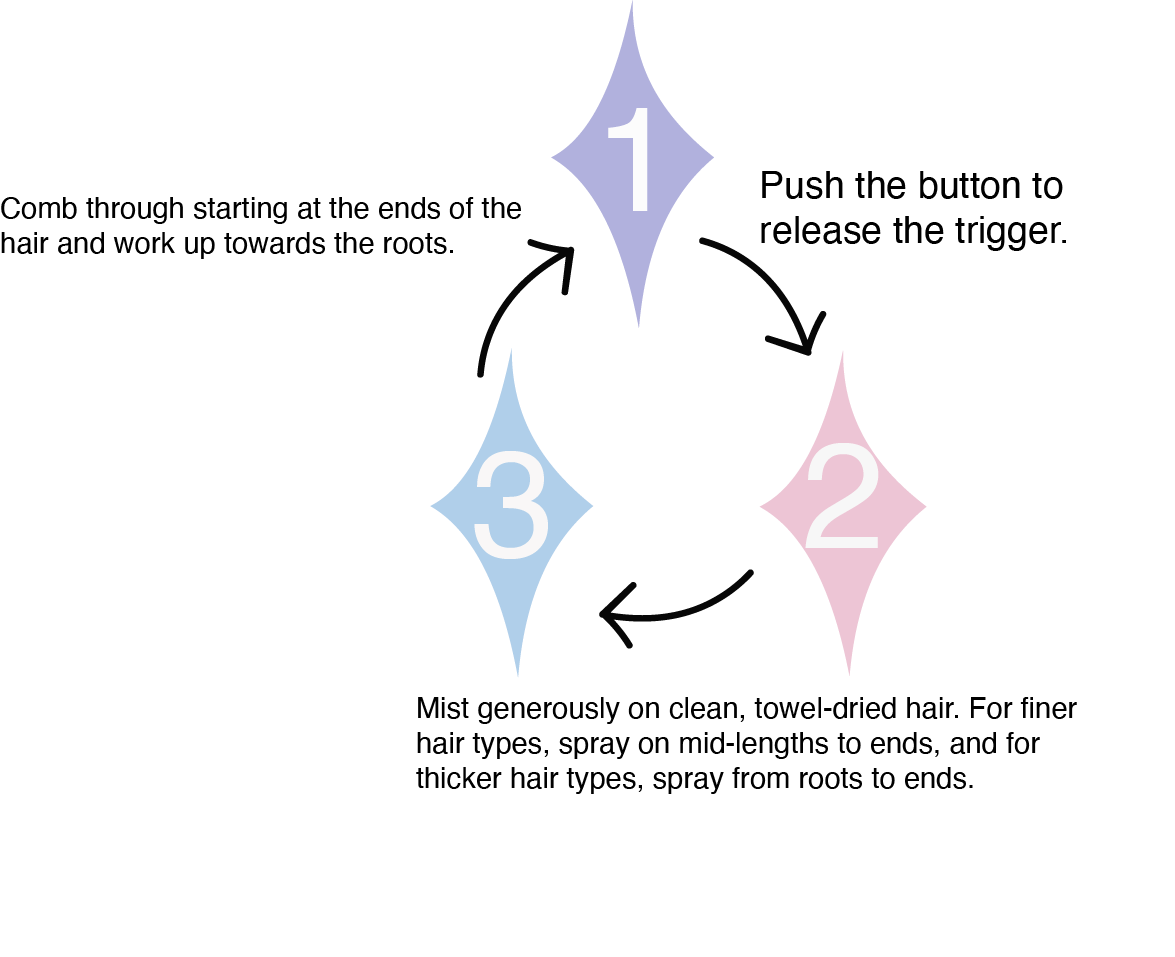 1
Push the button to
release the trigger.
2
Mist generously on clean, towel-dried hair. For finer
hair types, spray on mid-lengths to ends, and for
thicker hair types, spray from roots to ends.
3
Comb through starting at the ends of the
hair and work up towards the roots.